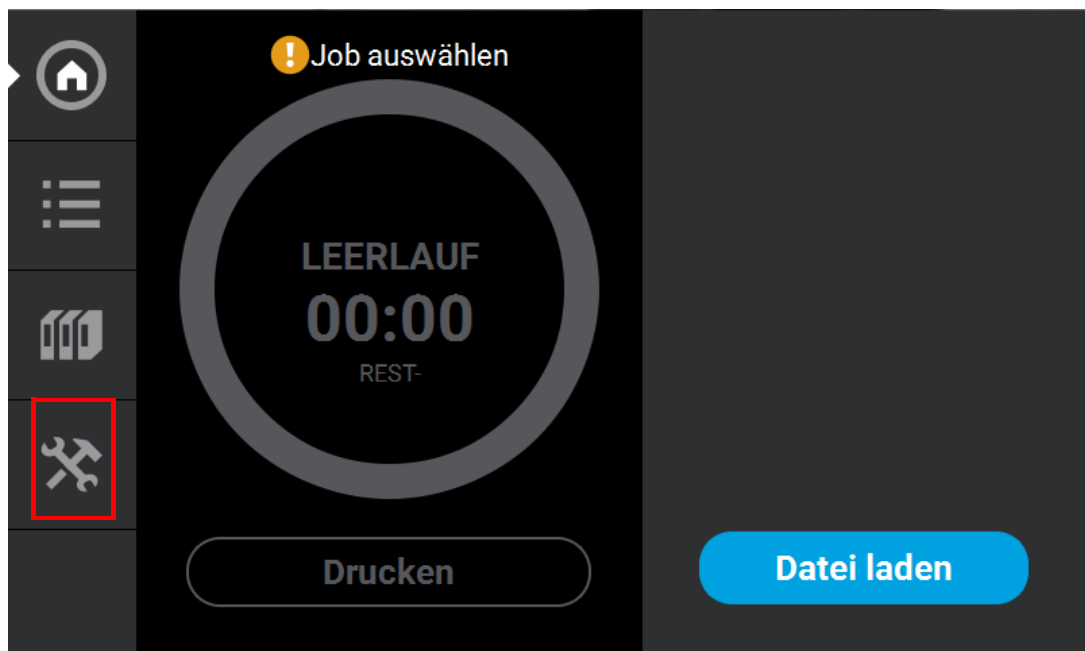 Job auswählen
LEERLAUF
00:00
REST-
Drucken
Datei laden